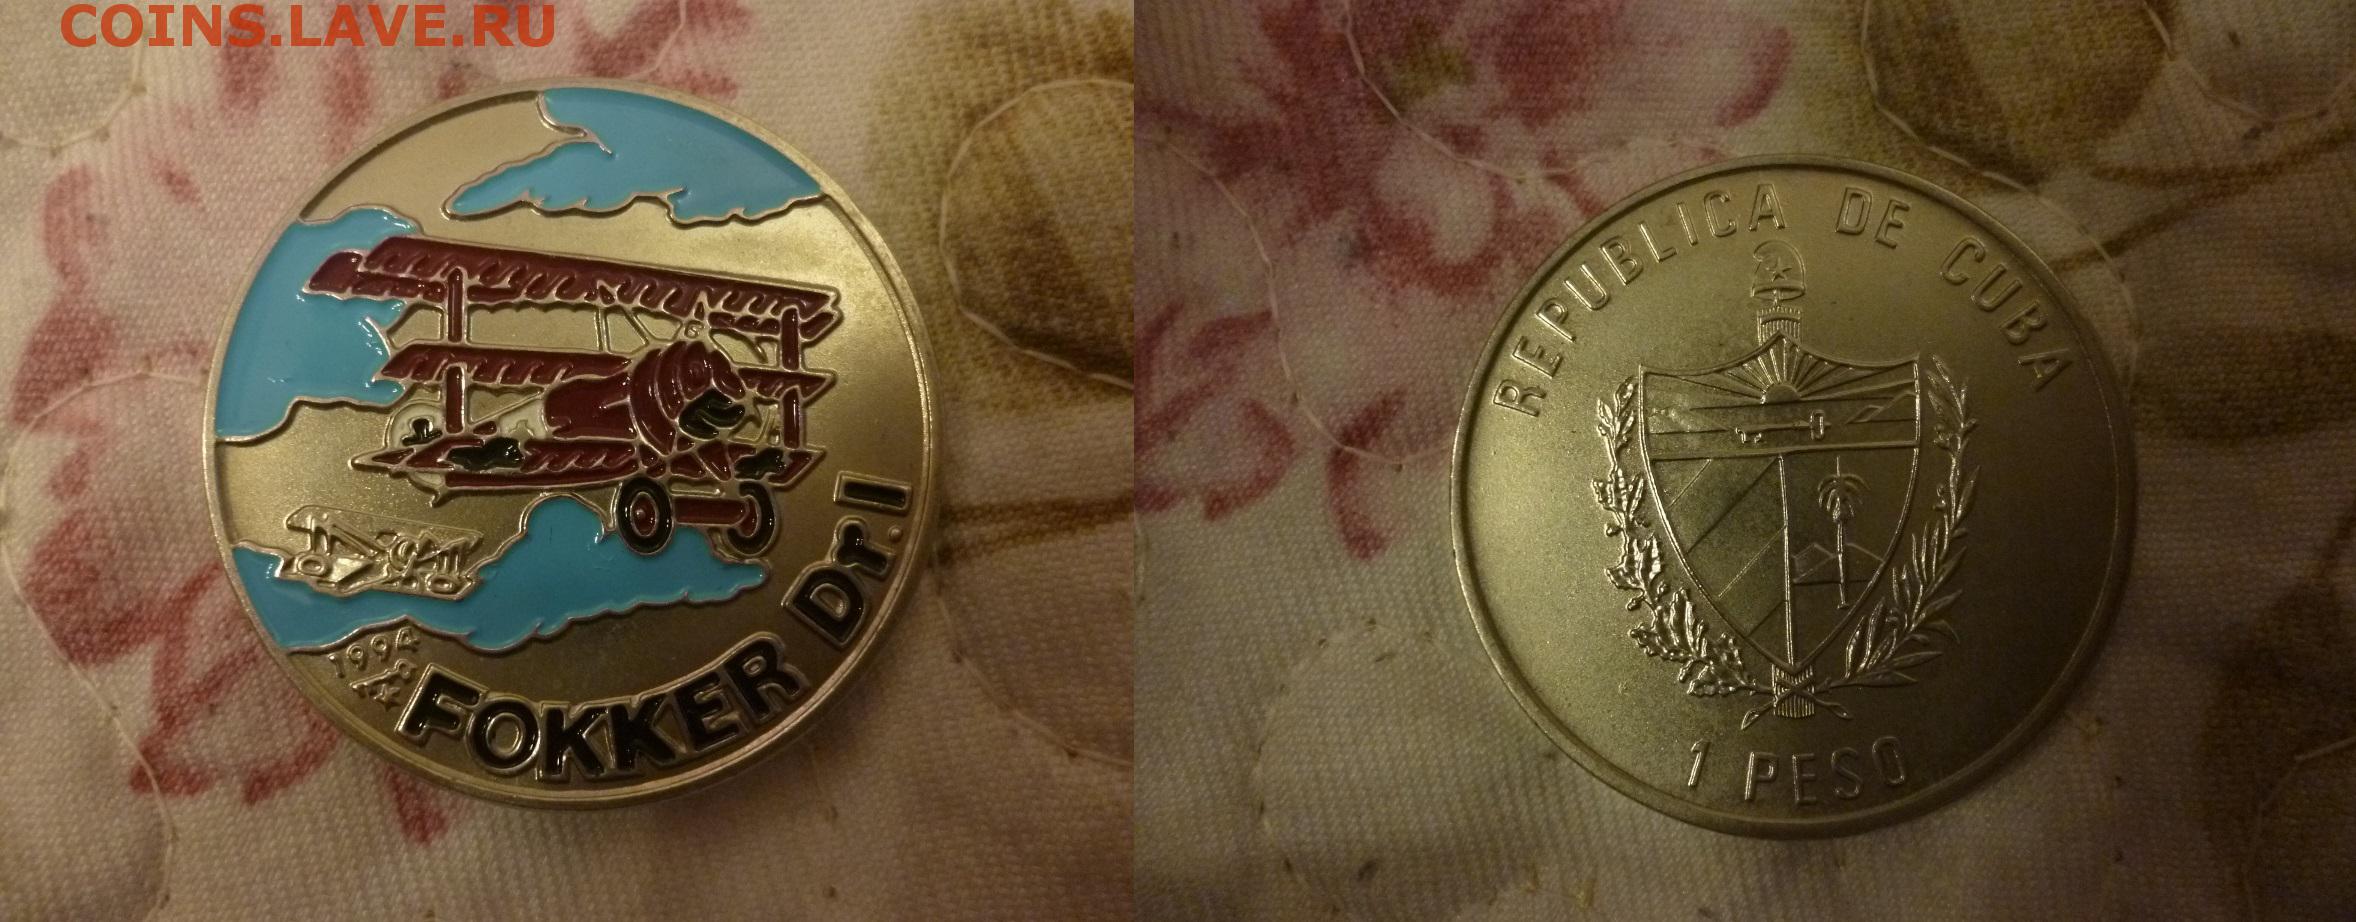 COINS.LAVE.RU
1994
FOKKER Dr.I
REPUBLICA DE CUBA
1 PESO